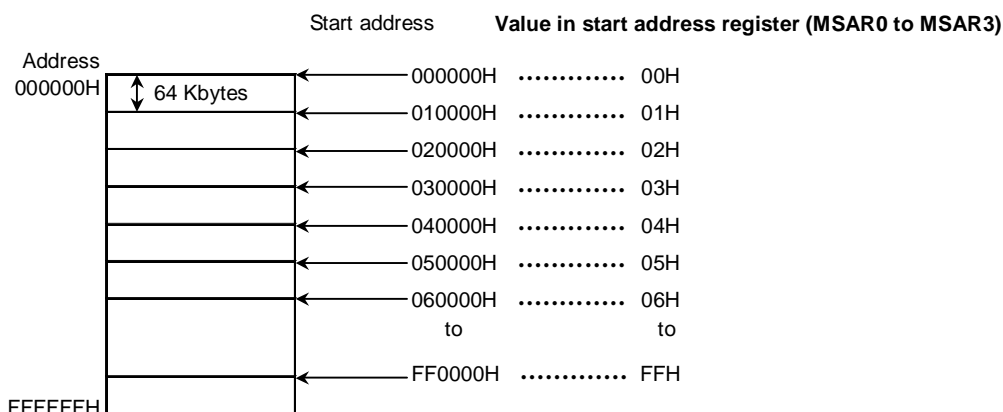 Start address Value in start address register (MSAR0 to MSAR3)
Address
000000H 64 Kbytes 000000H ............. 00H
010000H ............. 01H
020000H ............. 02H
030000H ............. 03H
040000H ............. 04H
050000H ............. 05H
060000H ............. 06H
to to
FF0000H ............. FFH
FFFFFFH